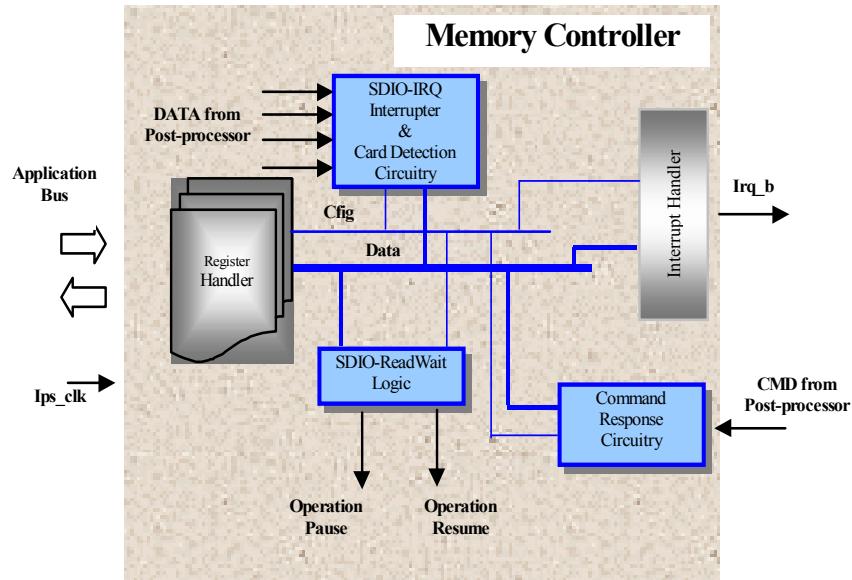 Memory Controller
SDIO-IRQ
Interrupter
&
Card Detection
Circuitry
DATA from
Post-processor
Application
Bus
Cfig
Data
Register
Handler
Interrupt Handler
Irq_b
Ips_clk
SDIO-ReadWait
Logic
Command
Response
Circuitry
CMD from
Post-processor
Operation
Pause
Operation
Resume